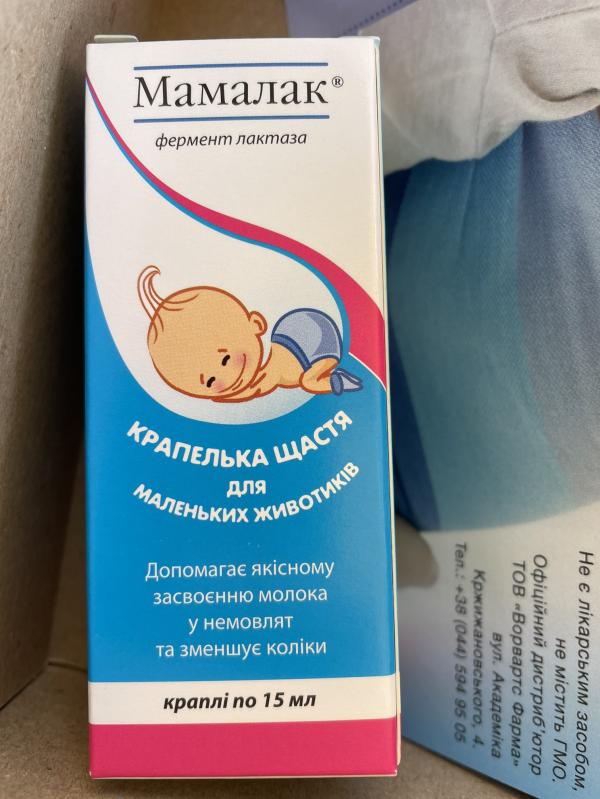 Мамалак®
фермент лактаза
КРАПЕЛЬКА ЩАСТЯ
ДЛЯ
МАЛЕНЬКИХ ЖИВОТИКІВ
Допомагає якісному
засвоєнню молока
у немовлят
та зменшує коліки
краплі по 15 мл
Не є лікарським засобом,
не містить ГМО.
Офіційний дистриб'ютор
ТОВ «Ворвартс Фарма»
вул. Академіка
Кржижановського, 4.
Тел.: +38 (044) 594 95 05